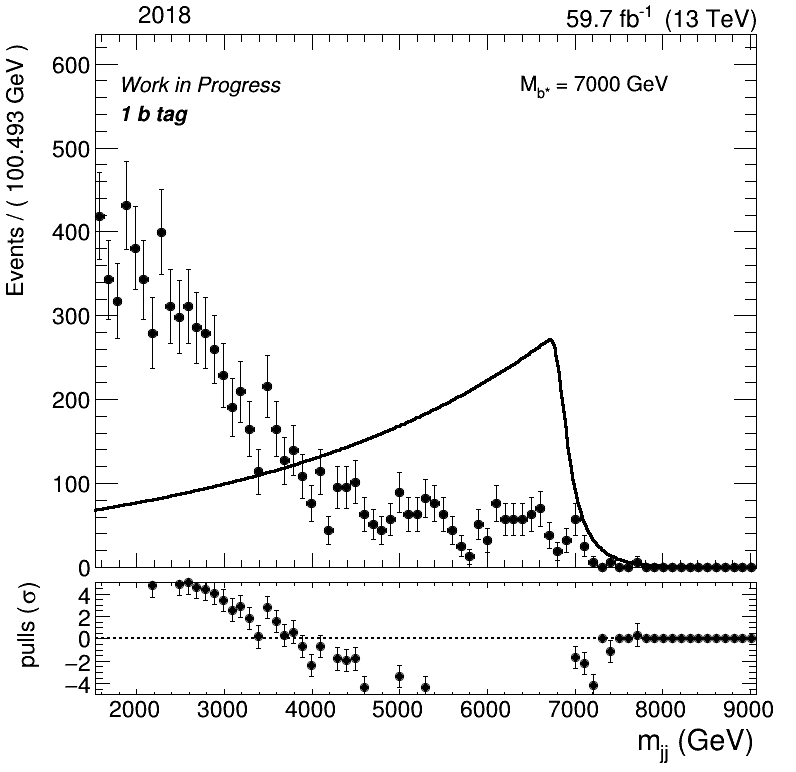 2018
59.7 fb-1 (13 TeV)
Events / ( 100.493 GeV )
600
500
400
300
200
100
0
Work in Progress
1 b tag
Mb* = 7000 GeV
pulls (σ)
4
2
0
−2
−4
2000 3000 4000 5000 6000 7000 8000 9000
mjj (GeV)